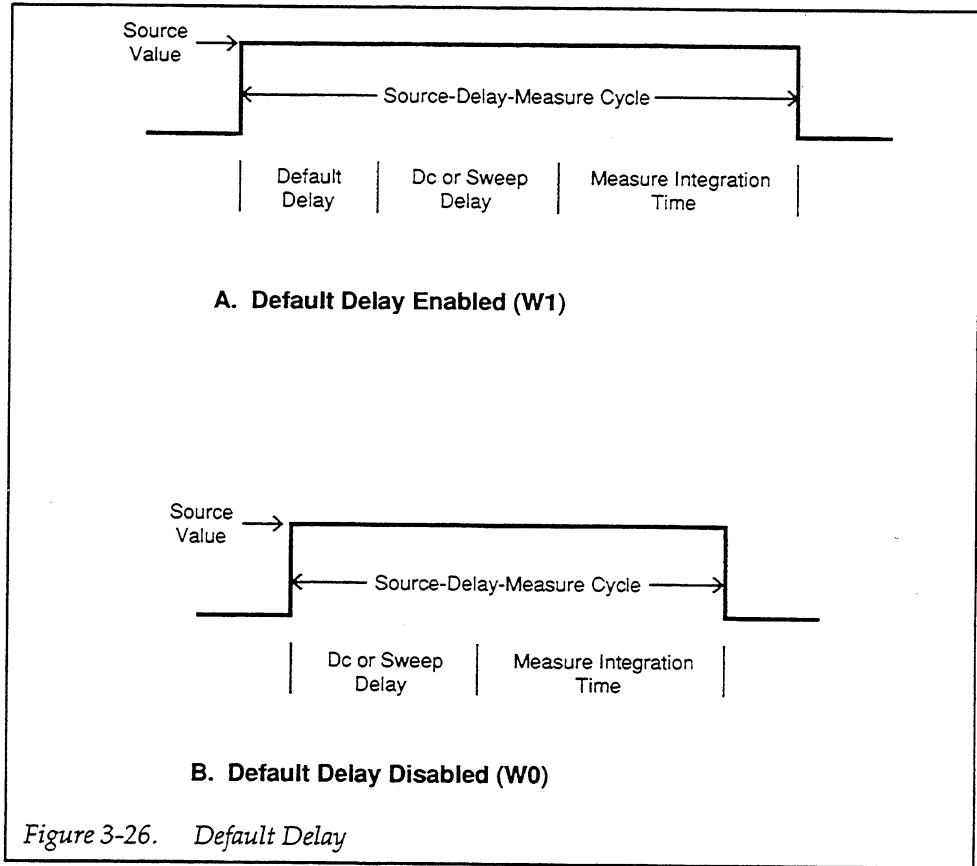 Source
Value
Source-Delay-Measure Cycle
Default
Delay
Dc or Sweep
Delay
Measure Integration
Time
A. Default Delay Enabled (W1)
Source
Value
Source-Delay-Measure Cycle
Dc or Sweep
Delay
Measure Integration
Time
B. Default Delay Disabled (W0)
Figure 3-26. Default Delay